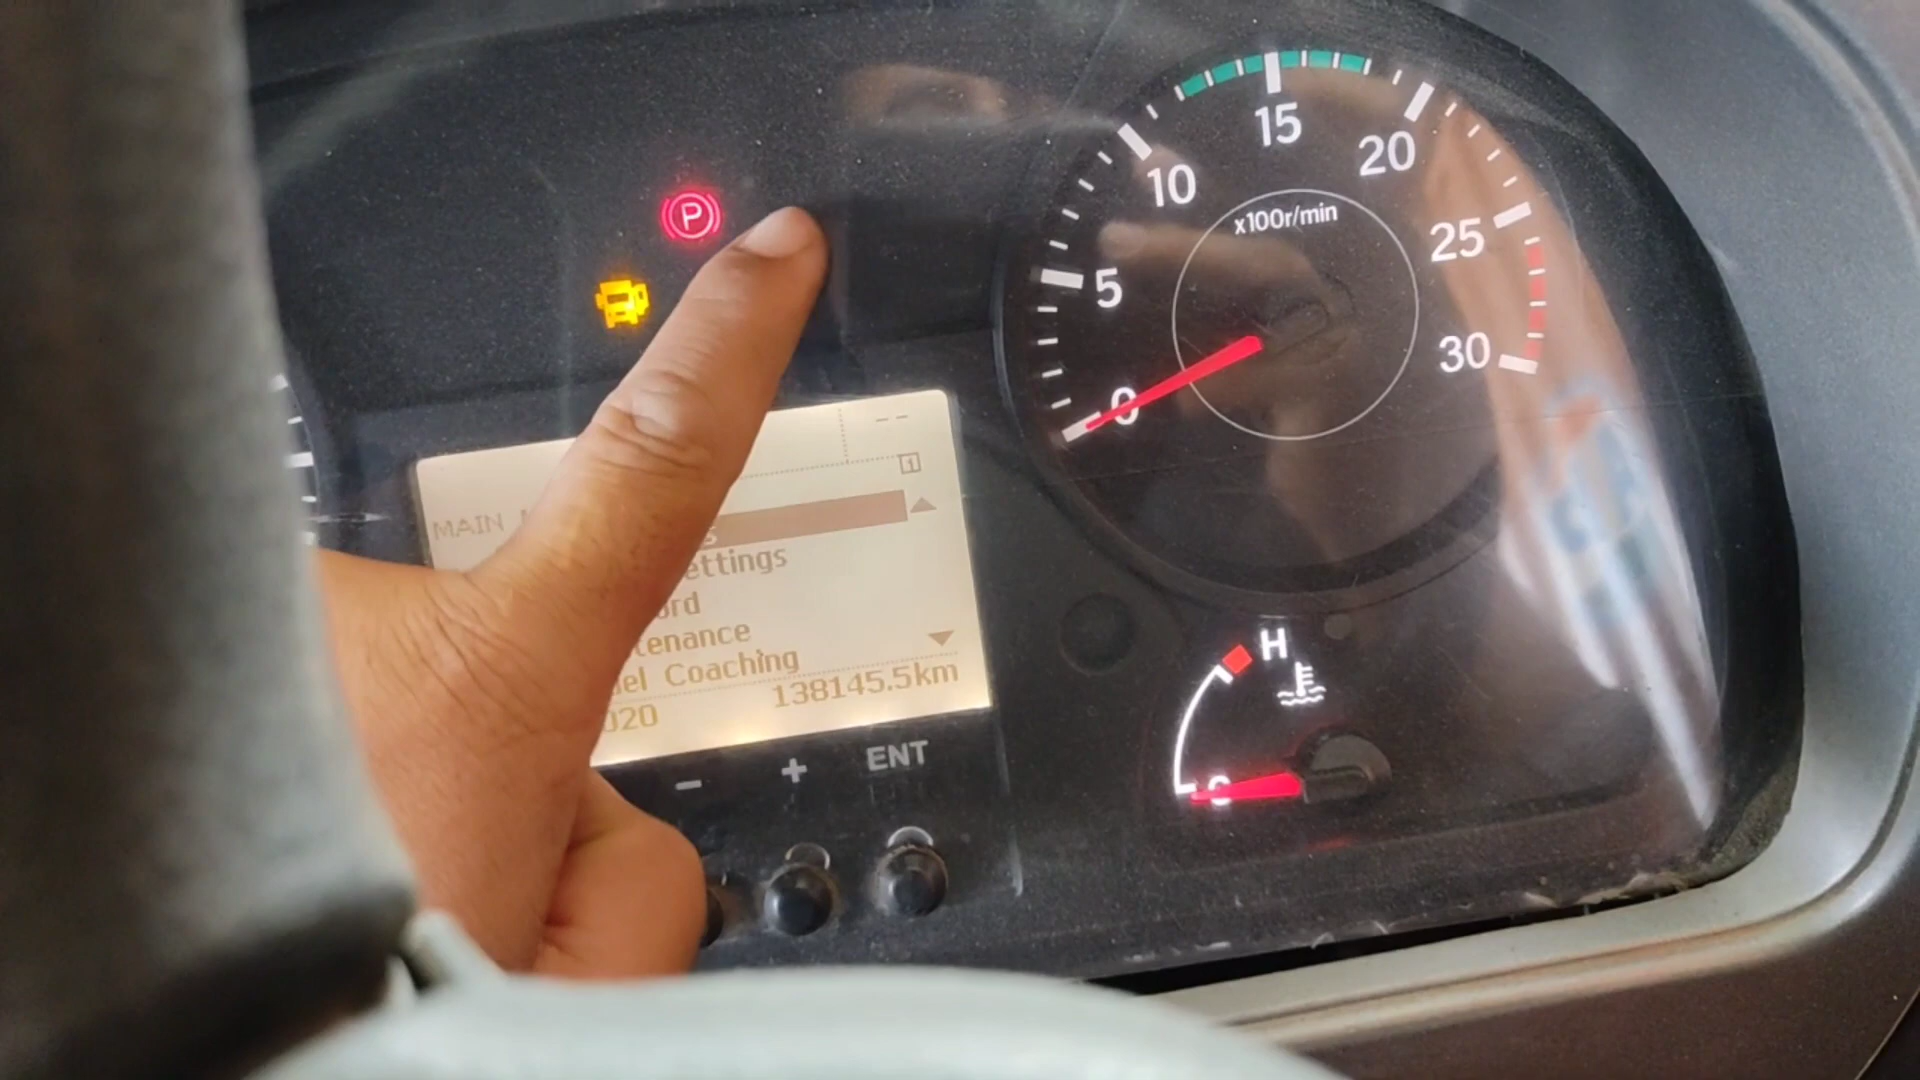 P
15
10
20
x100r/min
25
5
30
0
--
1
MAIN
ettings
ord
tenance
el Coaching
020 138145.5km
- + ENT
H
C